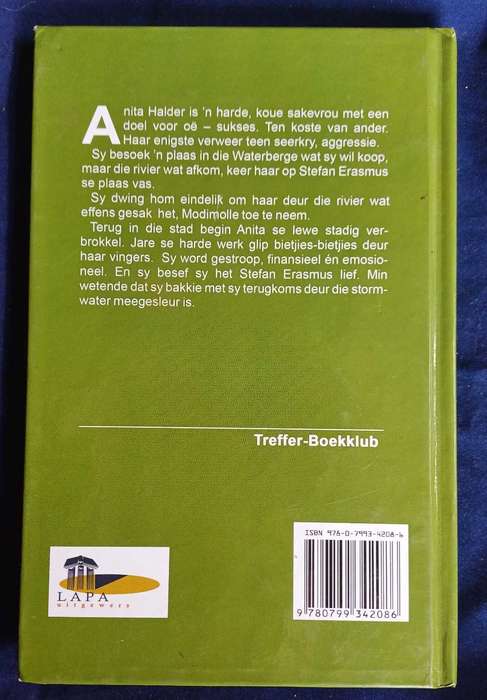 Anita Halder is 'n harde, koue sakevrou met een
doel voor oë – sukses. Ten koste van ander.
Haar enigste verweer teen seerkry, aggressie.
Sy besoek 'n plaas in die Waterberge wat sy wil koop,
maar die rivier wat afkom, keer haar op Stefan Erasmus
se plaas vas.
Sy dwing hom eindelik om haar deur die rivier wat
effens gesak het, Modimolle toe te neem.
Terug in die stad begin Anita se lewe stadig ver-
brokkel. Jare se harde werk glip bietjies-bietjies deur
haar vingers. Sy word gestroop, finansieel én emosio-
neel. En sy besef sy het Stefan Erasmus lief. Min
wetende dat sy bakkie met sy terugkoms deur die storm-
water meegesleur is.
Treffer-Boekklub
ISBN 978-0-7993-4208-6
9 780799 342086
LAPA
uitgewers